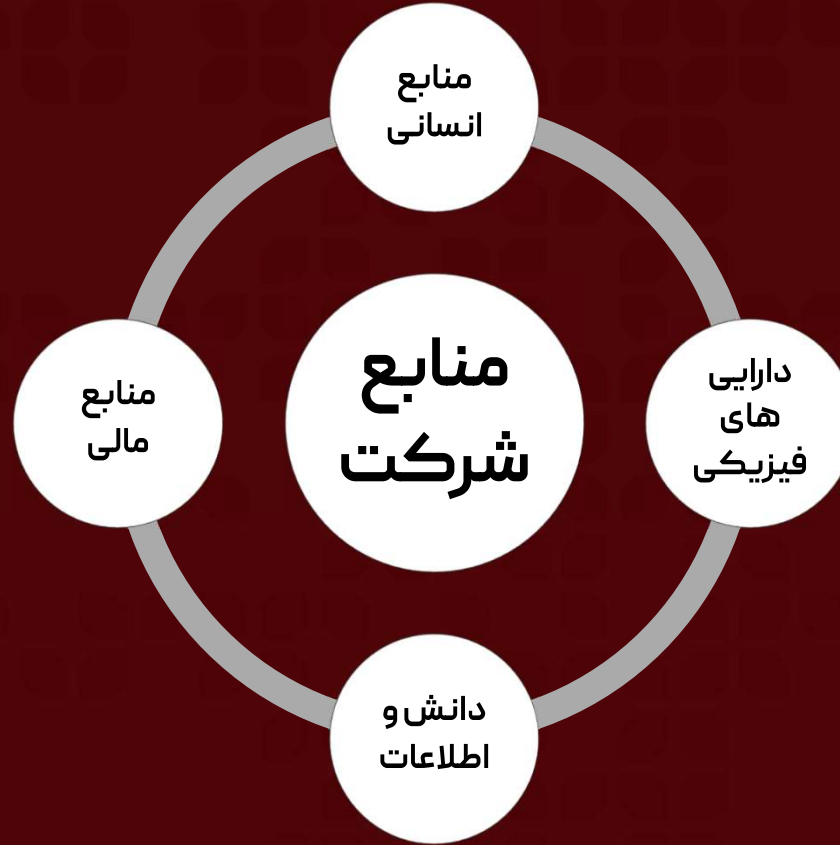 منابع
انسانی
دارایی
های
فیزیکی
منابع
شرکت
منابع
مالی
دانش و
اطلاعات